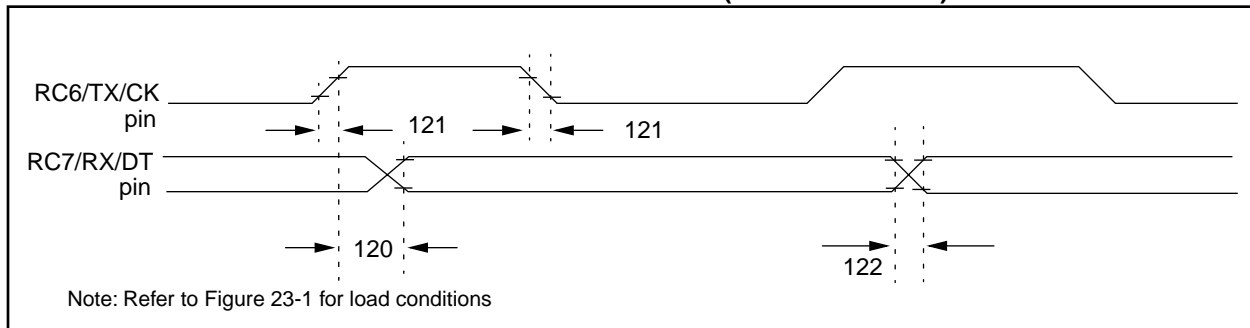 RC6/TX/CK
pin
121
121
RC7/RX/DT
pin
120
122
Note: Refer to Figure 23-1 for load conditions